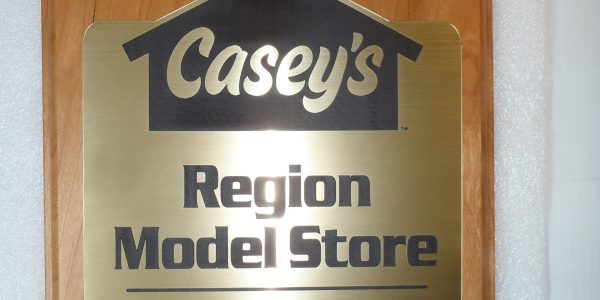 Casey's
™
Region
Model Store